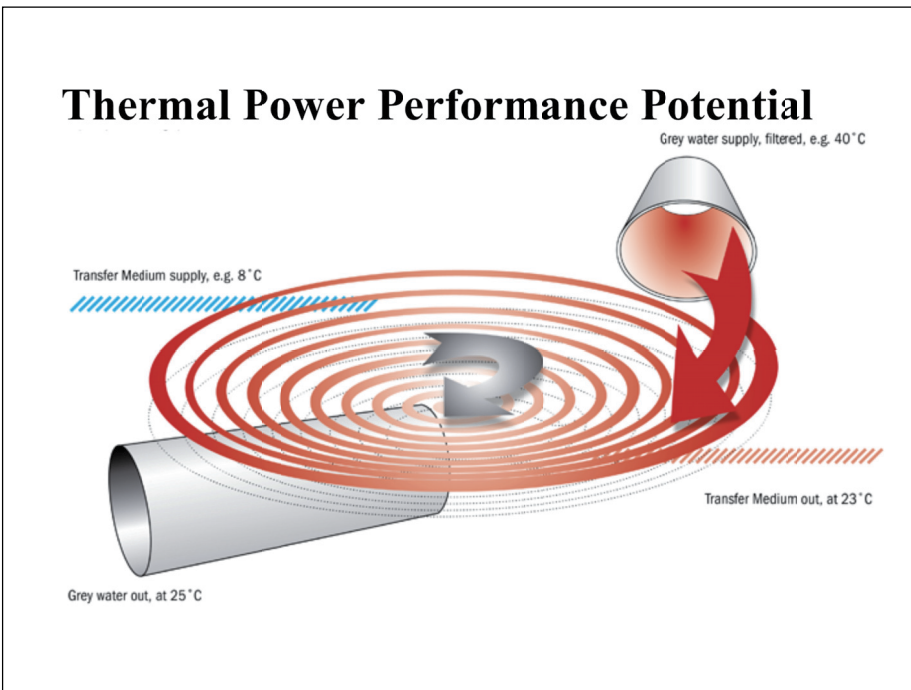 Thermal Power Performance Potential
Grey water supply, filtered, e.g. 40˚C
Transfer Medium supply, e.g. 8˚C
Transfer Medium out, at 23˚C
Grey water out, at 25˚C